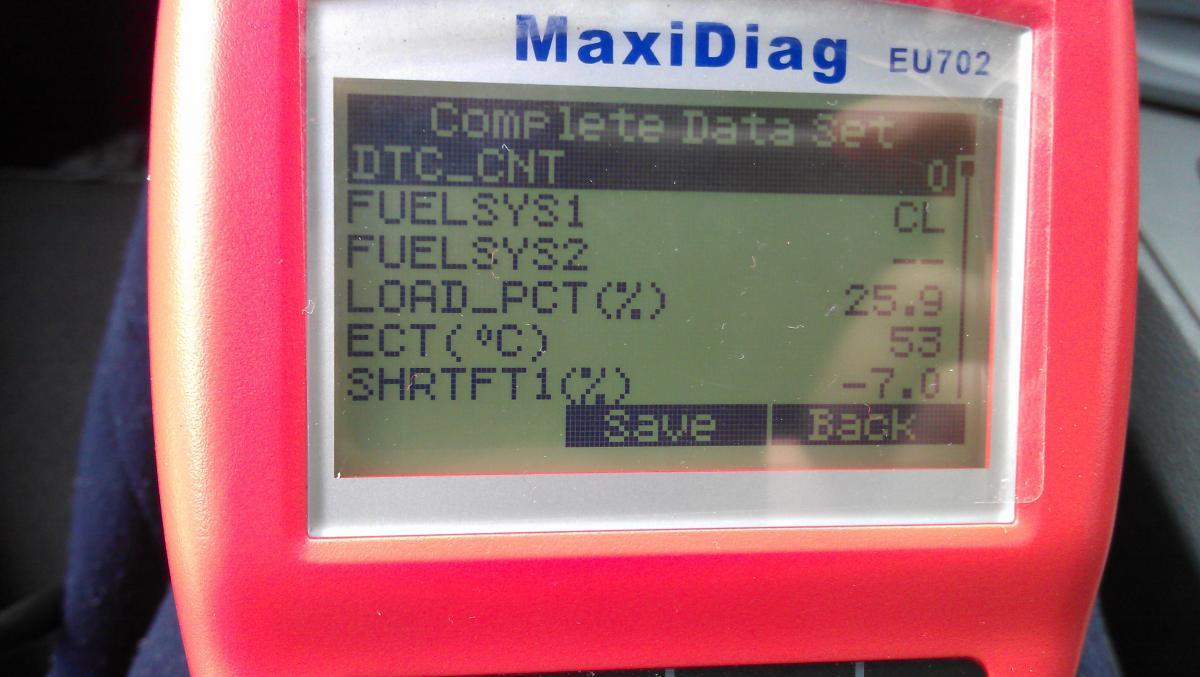 MaxiDiag EU702
Complete Data Set
DTC_CNT 0
FUELSYS1 CL
FUELSYS2 --
LOAD_PCT(%) 25.9
ECT(ºC) 53
SHRTFT1(%) -7.0
Save Back